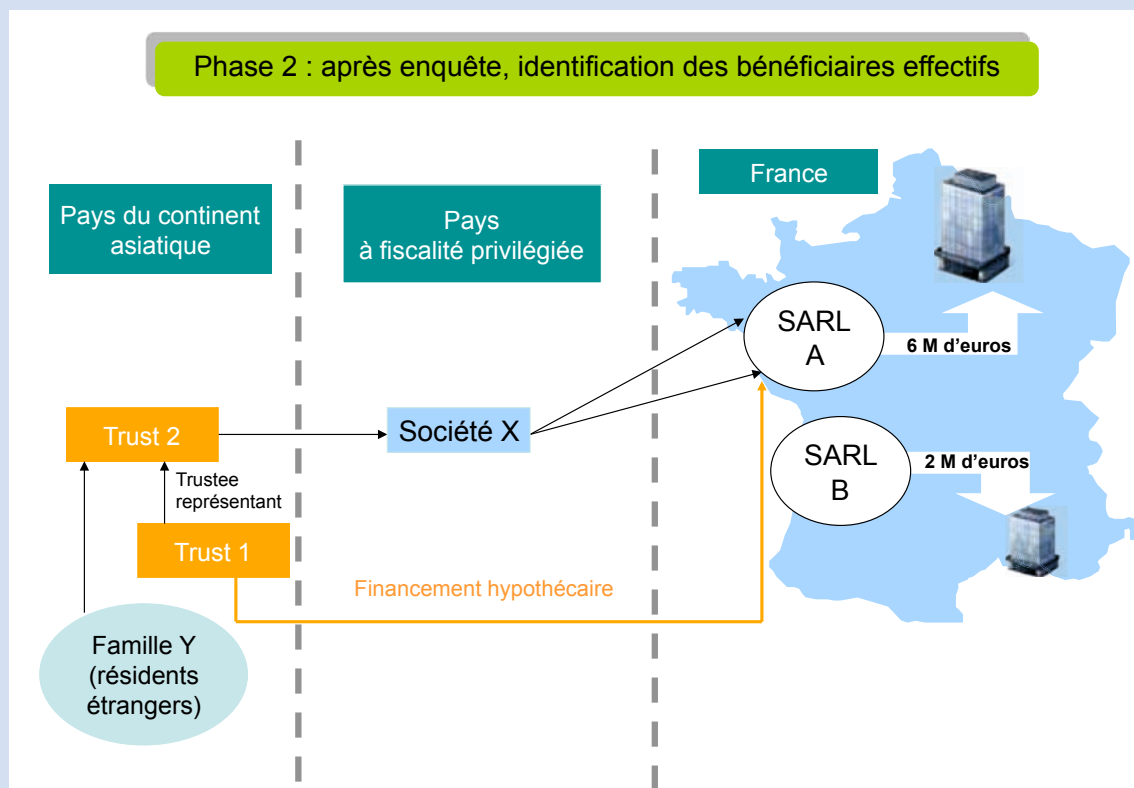 Phase 2 : après enquête, identification des bénéficiaires effectifs
Pays du continent
asiatique
Pays
à fiscalité privilégiée
France
SARL
A
6 M d'euros
Trust 2
Société X
SARL
B
2 M d'euros
Trustee
représentant
Trust 1
Financement hypothécaire
Famille Y
(résidents
étrangers)